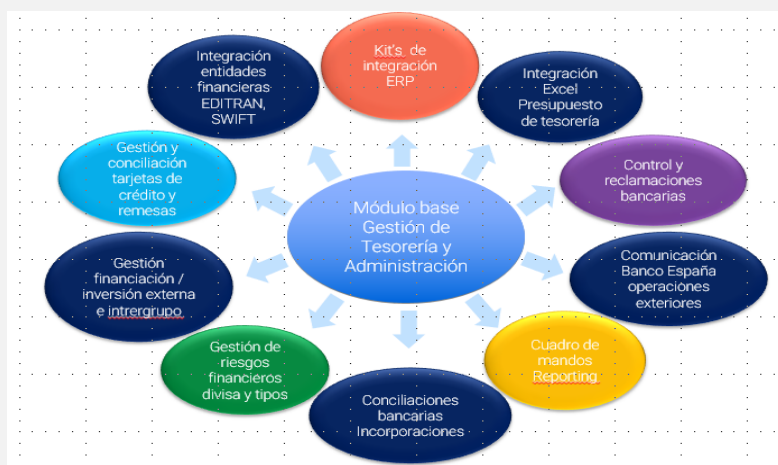 Kit's de
integración
ERP
Integración
entidades
financieras
EDITRAN,
SWIFT
Integración
Excel
Presupuesto
de tesorería
Gestión y
conciliación
tarjetas de
crédito y
remesas
Control y
reclamaciones
bancarias
Módulo base
Gestión de
Tesorería y
Administración
Gestión
financiación /
inversión externa
e intrergrupo
Comunicación
Banco España
operaciones
exteriores
Gestión de
riesgos
financieros
divisa y tipos
Cuadro de
mandos
Reporting
Conciliaciones
bancarias
Incorporaciones